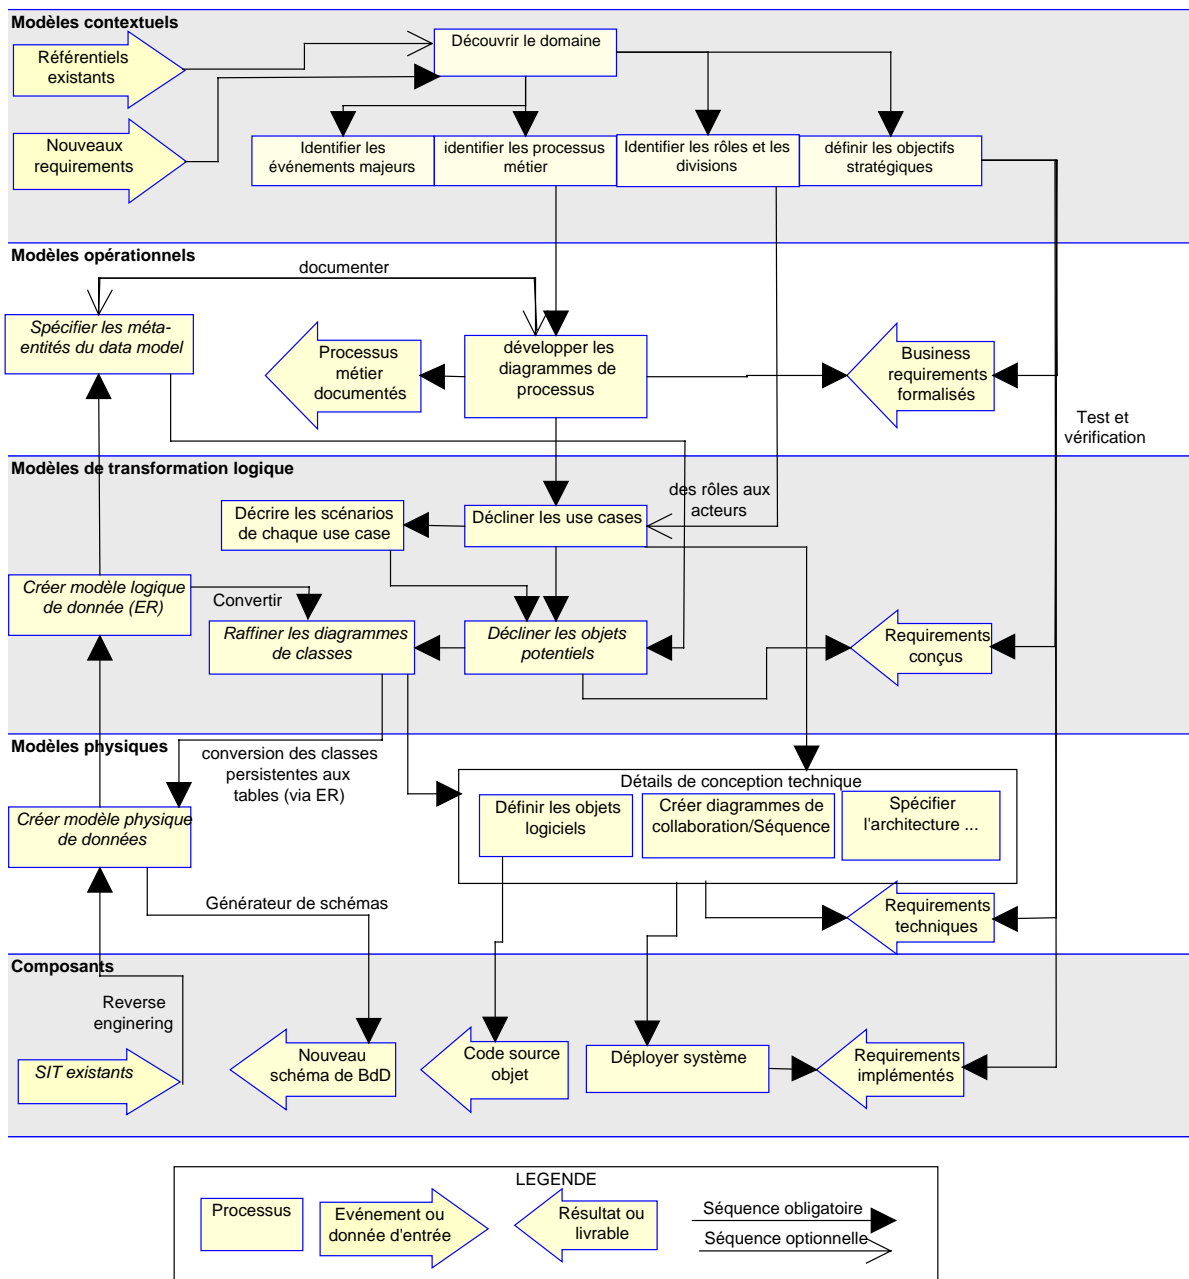 Modèles contextuels
Référentiels
existants
Découvrir le domaine
Nouveaux
requirements
Identifier les
événements majeurs
identifier les processus
métier
Identifier les rôles et les
divisions
définir les objectifs
stratégiques
Modèles opérationnels
documenter
Spécifier les méta-
entités du data model
Processus
métier
documentés
développer les
diagrammes de
processus
Business
requirements
formalisés
Test et
vérification
Modèles de transformation logique
des rôles aux
acteurs
Décrire les scénarios
de chaque use case
Décliner les use cases
Créer modèle logique
de donnée (ER)
Convertir
Raffiner les diagrammes
de classes
Décliner les objets
potentiels
Requirements
conçus
Modèles physiques
conversion des classes
persistentes aux
tables (via ER)
Détails de conception technique
Définir les objets
logiciels
Créer diagrammes de
collaboration/Séquence
Spécifier
l'architecture ...
Créer modèle physique
de données
Générateur de schémas
Requirements
techniques
Composants
Reverse
enginering
SIT existants
Nouveau
schéma de BdD
Code source
objet
Déployer système
Requirements
implémentés
LEGENDE
Processus
Evénement ou
donnée d'entrée
Résultat ou
livrable
Séquence obligatoire
Séquence optionnelle